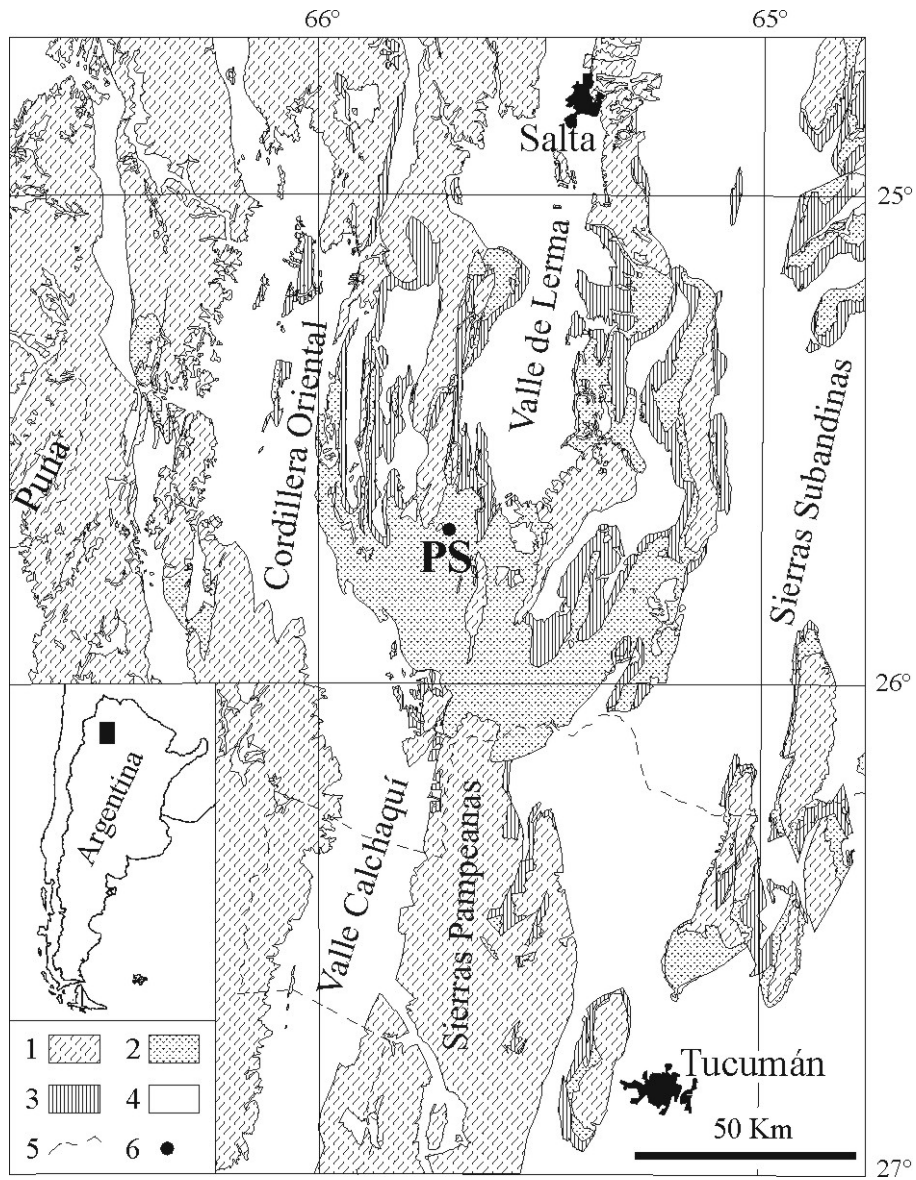 66°
65°
Salta
25°
Valle de Lerma
Cordillera Oriental
Puna
Sierras Subandinas
PS
26°
Argentina
Valle Calchaquí
Sierras Pampeanas
1
2
3
4
5
6
Tucumán
50 Km
27°